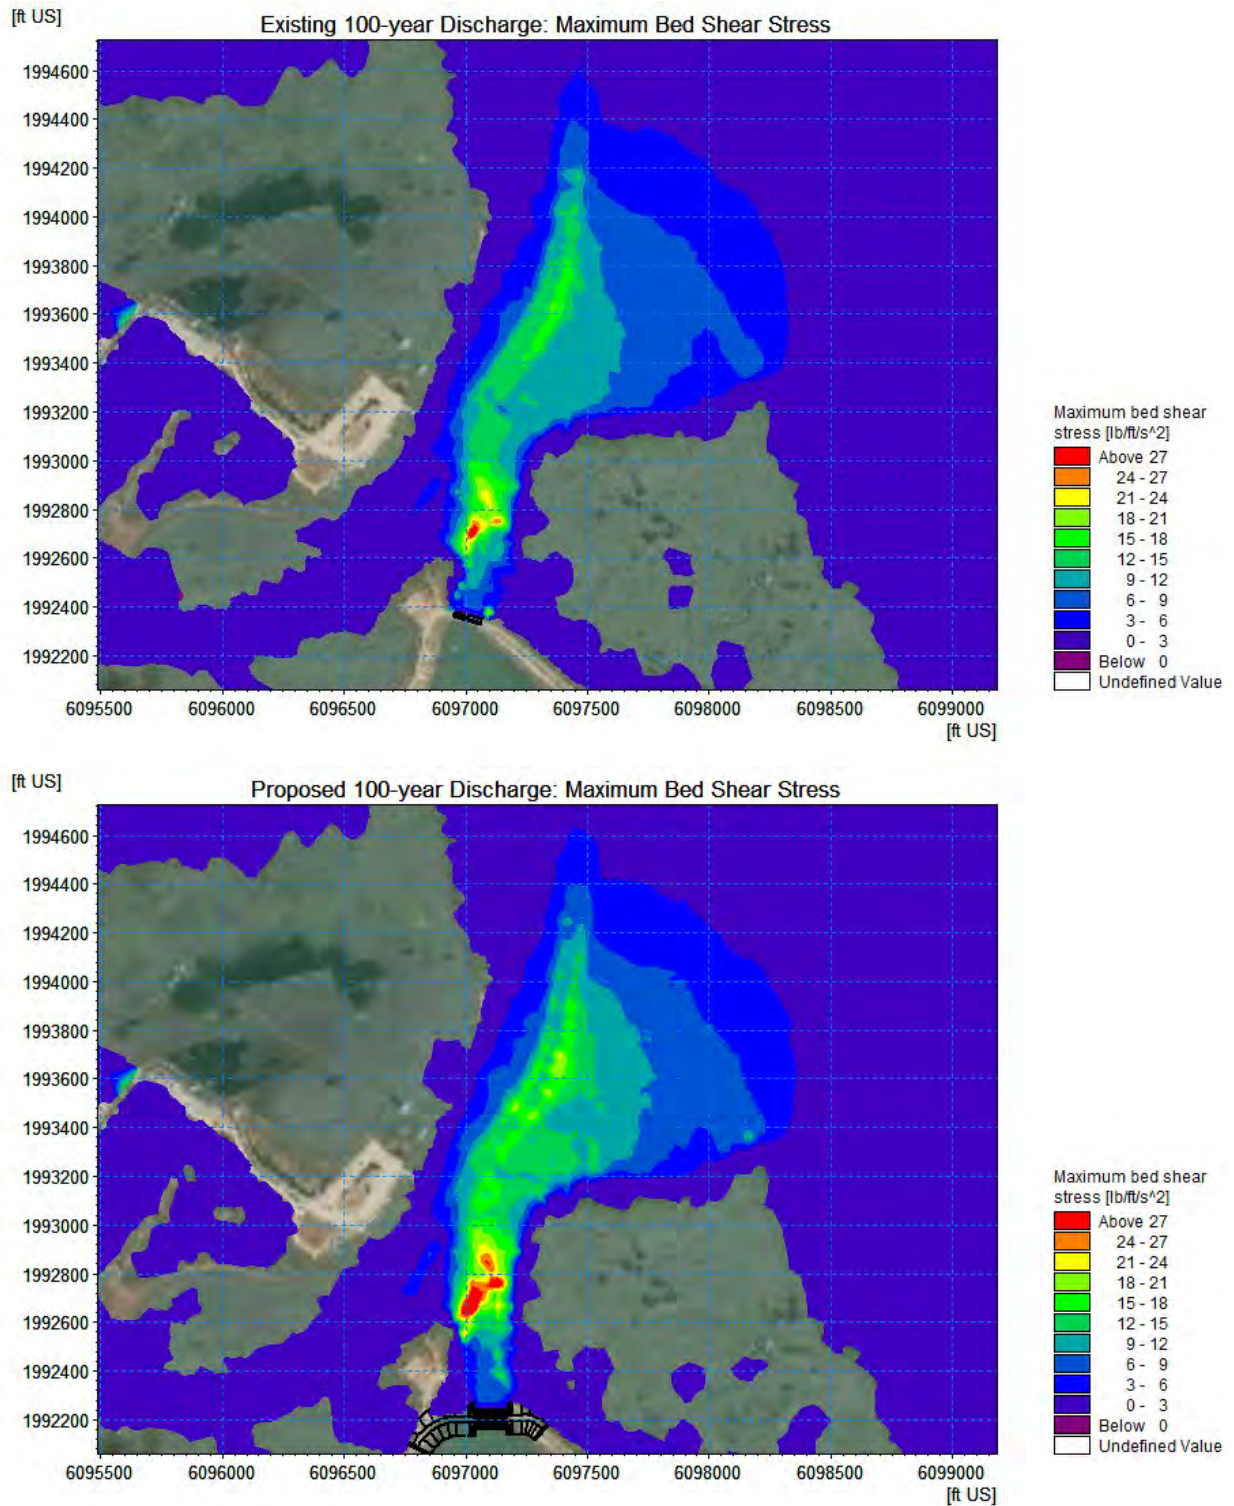 [ft US]
Existing 100-year Discharge: Maximum Bed Shear Stress
1994600
1994400
1994200
1994000
1993800
1993600
1993400
1993200
1993000
1992800
1992600
1992400
1992200
6095500 6096000 6096500 6097000 6097500 6098000 6098500 6099000
[ft US]
Maximum bed shear
stress [lb/ft/s^2]
Above 27
24 - 27
21 - 24
18 - 21
15 - 18
12 - 15
9 - 12
6 - 9
3 - 6
0 - 3
Below 0
Undefined Value
[ft US]
Proposed 100-year Discharge: Maximum Bed Shear Stress
1994600
1994400
1994200
1994000
1993800
1993600
1993400
1993200
1993000
1992800
1992600
1992400
1992200
6095500 6096000 6096500 6097000 6097500 6098000 6098500 6099000
[ft US]
Maximum bed shear
stress [lb/ft/s^2]
Above 27
24 - 27
21 - 24
18 - 21
15 - 18
12 - 15
9 - 12
6 - 9
3 - 6
0 - 3
Below 0
Undefined Value